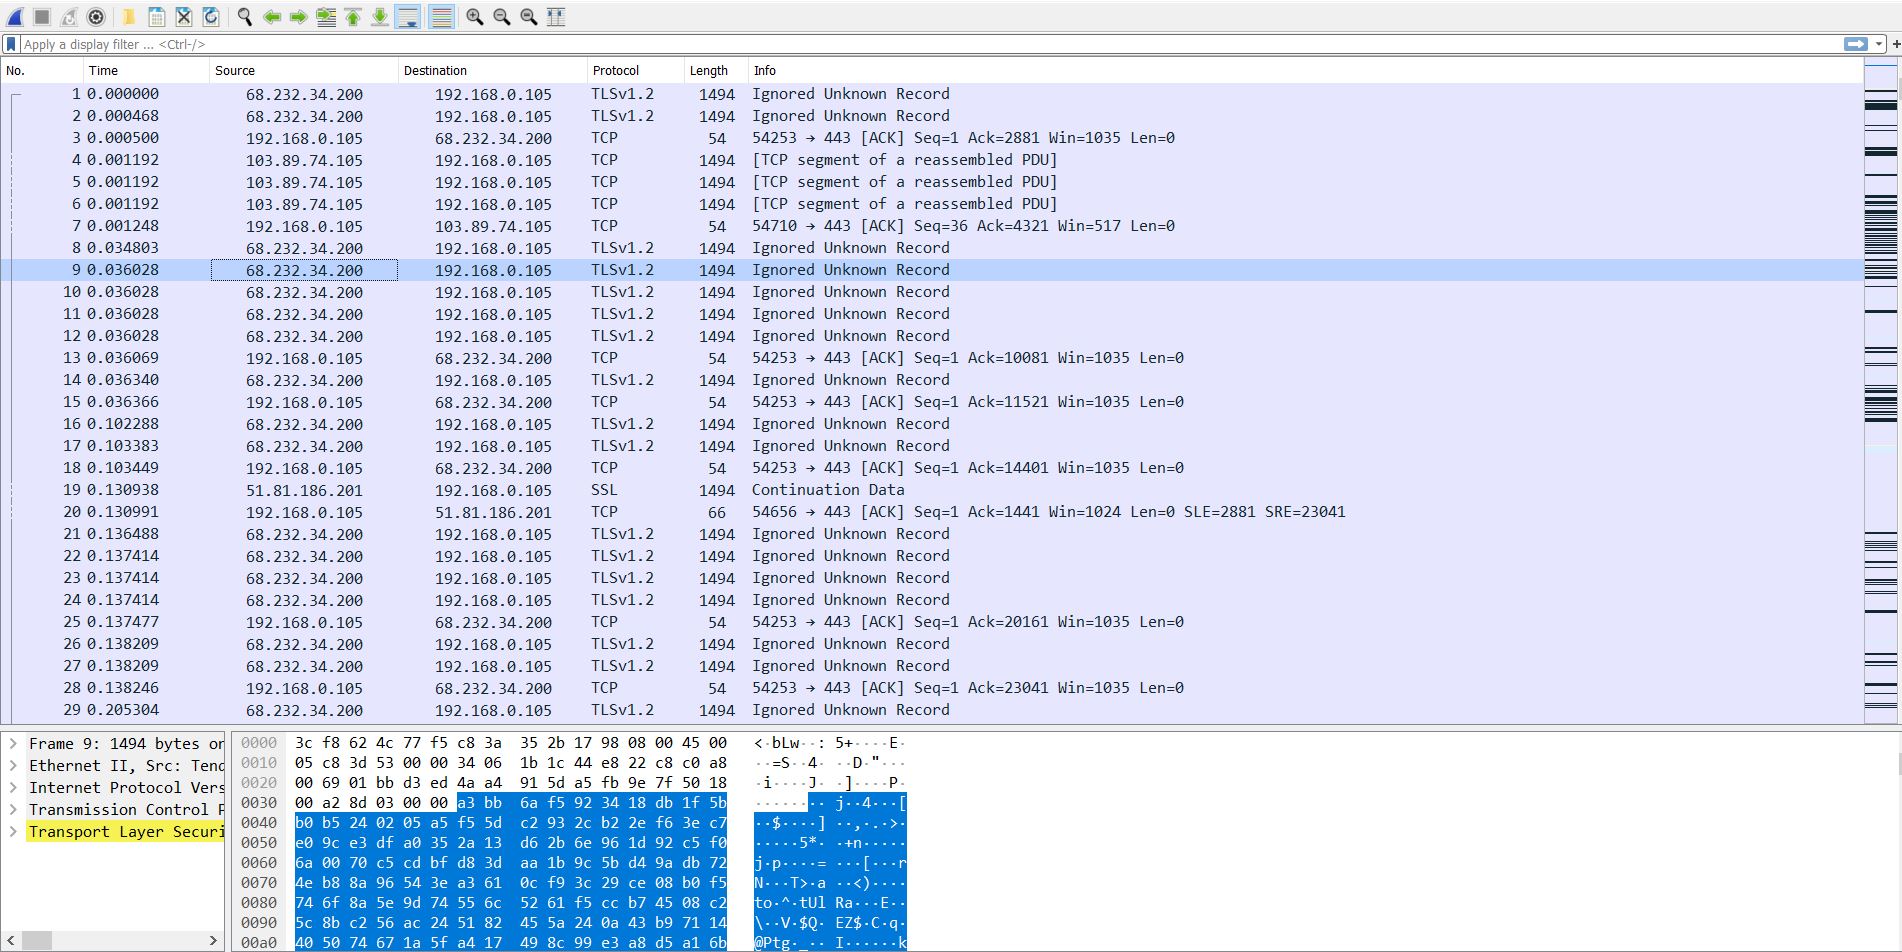 Apply a display filter ... <Ctrl-/>
No. Time Source Destination Protocol Length Info
1 0.000000 68.232.34.200 192.168.0.105 TLSv1.2 1494 Ignored Unknown Record
2 0.000468 68.232.34.200 192.168.0.105 TLSv1.2 1494 Ignored Unknown Record
3 0.000500 192.168.0.105 68.232.34.200 TCP 54 54253 → 443 [ACK] Seq=1 Ack=2881 Win=1035 Len=0
4 0.001192 103.89.74.105 192.168.0.105 TCP 1494 [TCP segment of a reassembled PDU]
5 0.001192 103.89.74.105 192.168.0.105 TCP 1494 [TCP segment of a reassembled PDU]
6 0.001192 103.89.74.105 192.168.0.105 TCP 1494 [TCP segment of a reassembled PDU]
7 0.001248 192.168.0.105 103.89.74.105 TCP 54 54710 → 443 [ACK] Seq=36 Ack=4321 Win=517 Len=0
8 0.034803 68.232.34.200 192.168.0.105 TLSv1.2 1494 Ignored Unknown Record
9 0.036028 68.232.34.200 192.168.0.105 TLSv1.2 1494 Ignored Unknown Record
10 0.036028 68.232.34.200 192.168.0.105 TLSv1.2 1494 Ignored Unknown Record
11 0.036028 68.232.34.200 192.168.0.105 TLSv1.2 1494 Ignored Unknown Record
12 0.036028 68.232.34.200 192.168.0.105 TLSv1.2 1494 Ignored Unknown Record
13 0.036069 192.168.0.105 68.232.34.200 TCP 54 54253 → 443 [ACK] Seq=1 Ack=10081 Win=1035 Len=0
14 0.036340 68.232.34.200 192.168.0.105 TLSv1.2 1494 Ignored Unknown Record
15 0.036366 192.168.0.105 68.232.34.200 TCP 54 54253 → 443 [ACK] Seq=1 Ack=11521 Win=1035 Len=0
16 0.102288 68.232.34.200 192.168.0.105 TLSv1.2 1494 Ignored Unknown Record
17 0.103383 68.232.34.200 192.168.0.105 TLSv1.2 1494 Ignored Unknown Record
18 0.103449 192.168.0.105 68.232.34.200 TCP 54 54253 → 443 [ACK] Seq=1 Ack=14401 Win=1035 Len=0
19 0.130938 51.81.186.201 192.168.0.105 SSL 1494 Continuation Data
20 0.130991 192.168.0.105 51.81.186.201 TCP 66 54656 → 443 [ACK] Seq=1 Ack=1441 Win=1024 Len=0 SLE=2881 SRE=23041
21 0.136488 68.232.34.200 192.168.0.105 TLSv1.2 1494 Ignored Unknown Record
22 0.137414 68.232.34.200 192.168.0.105 TLSv1.2 1494 Ignored Unknown Record
23 0.137414 68.232.34.200 192.168.0.105 TLSv1.2 1494 Ignored Unknown Record
24 0.137414 68.232.34.200 192.168.0.105 TLSv1.2 1494 Ignored Unknown Record
25 0.137477 192.168.0.105 68.232.34.200 TCP 54 54253 → 443 [ACK] Seq=1 Ack=20161 Win=1035 Len=0
26 0.138209 68.232.34.200 192.168.0.105 TLSv1.2 1494 Ignored Unknown Record
27 0.138209 68.232.34.200 192.168.0.105 TLSv1.2 1494 Ignored Unknown Record
28 0.138246 192.168.0.105 68.232.34.200 TCP 54 54253 → 443 [ACK] Seq=1 Ack=23041 Win=1035 Len=0
29 0.205304 68.232.34.200 192.168.0.105 TLSv1.2 1494 Ignored Unknown Record
Frame 9: 1494 bytes on
Ethernet II, Src: Tend
Internet Protocol Vers
Transmission Control P
Transport Layer Securi
0000 3c f8 62 4c 77 f5 c8 3a 35 2b 17 98 08 00 45 00 <·bLw··: 5+····E·
0010 05 c8 3d 53 00 00 34 06 1b 1c 44 e8 22 c8 c0 a8 ··=S··4· ··D·"···
0020 00 69 01 bb d3 ed 4a a4 91 5d a5 fb 9e 7f 50 18 ·i····J· ·]····P·
0030 00 a2 8d 03 00 00 a3 bb 6a f5 92 34 18 db 1f 5b ········ j··4···[
0040 b0 b5 24 02 05 a5 f5 5d c2 93 2c b2 2e f6 3e c7 ··$····] ··,·.·>·
0050 e0 9c e3 df a0 35 2a 13 d6 2b 6e 96 1d 92 c5 f0 ·····5*· ·+n·····
0060 6a 00 70 c5 cd bf d8 3d aa 1b 9c 5b d4 9a db 72 j·p····= ···[···r
0070 4e b8 8a 96 54 3e a3 61 0c f9 3c 29 ce 08 b0 f5 N···T>·a ··<)····
0080 74 6f 8a 5e 9d 74 55 6c 52 61 f5 cc b7 45 08 c2 to·^·tUl Ra···E··
0090 5c 8b c2 56 ac 24 51 82 45 5a 24 0a 43 b9 71 14 \··V·$Q· EZ$·C·q·
00a0 40 50 74 67 1a 5f a4 17 49 8c 99 e3 a8 d5 a1 6b @Ptg·_·· I······k